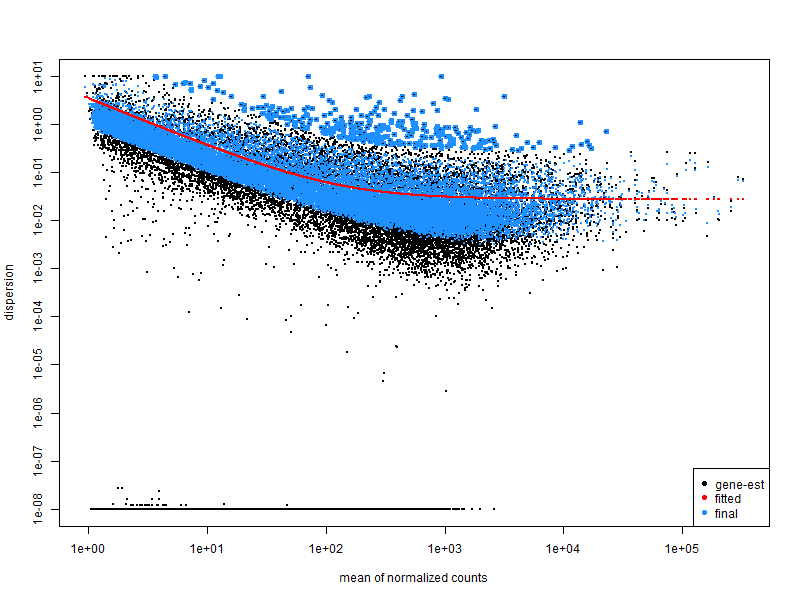 1e+01
1e+00
1e-01
1e-02
1e-03
1e-04
1e-05
1e-06
1e-07
1e-08
dispersion
1e+00 1e+01 1e+02 1e+03 1e+04 1e+05
mean of normalized counts
gene-est
fitted
final